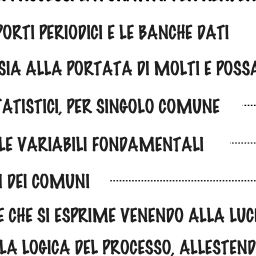 PORTI PERIODICI E LE BANCHE DATI
SIA ALLA PORTATA DI MOLTI E POSSA
TATISTICI, PER SINGOLO COMUNE
LE VARIABILI FONDAMENTALI
I DEI COMUNI
E CHE SI ESPRIME VENENDO ALLA LUC
LA LOGICA DEL PROCESSO, ALLESTEND